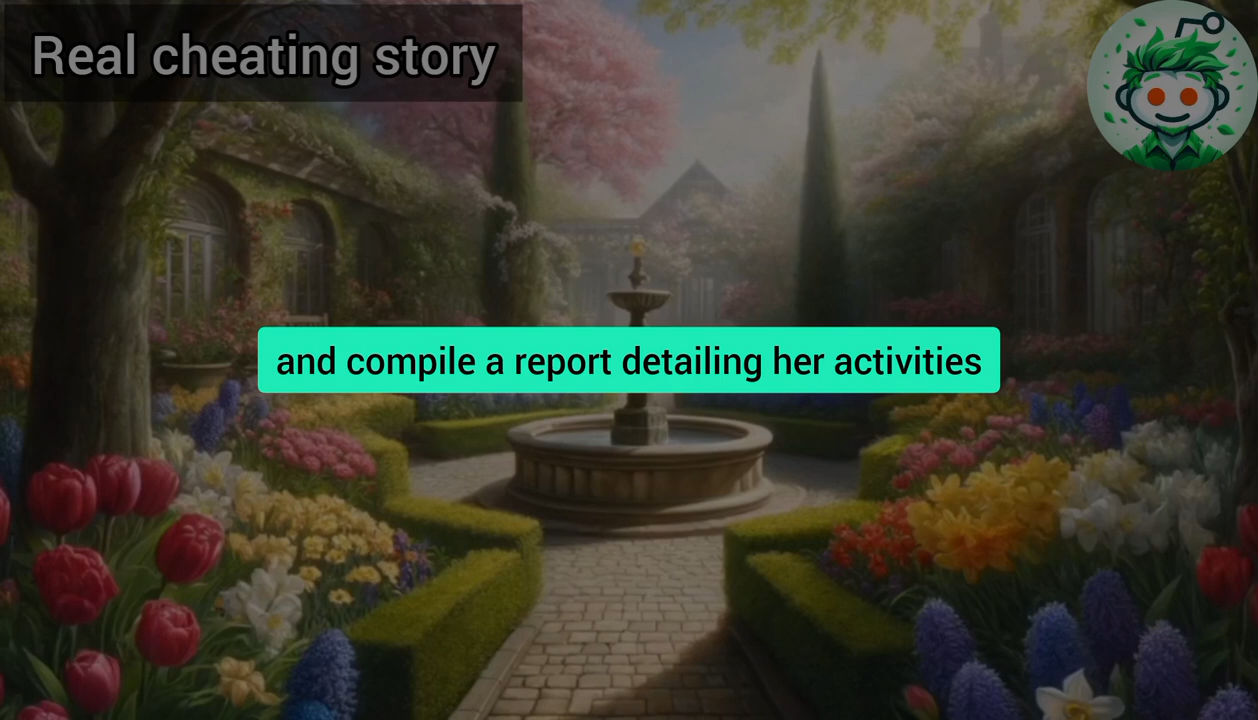 Real cheating story
and compile a report detailing her activities